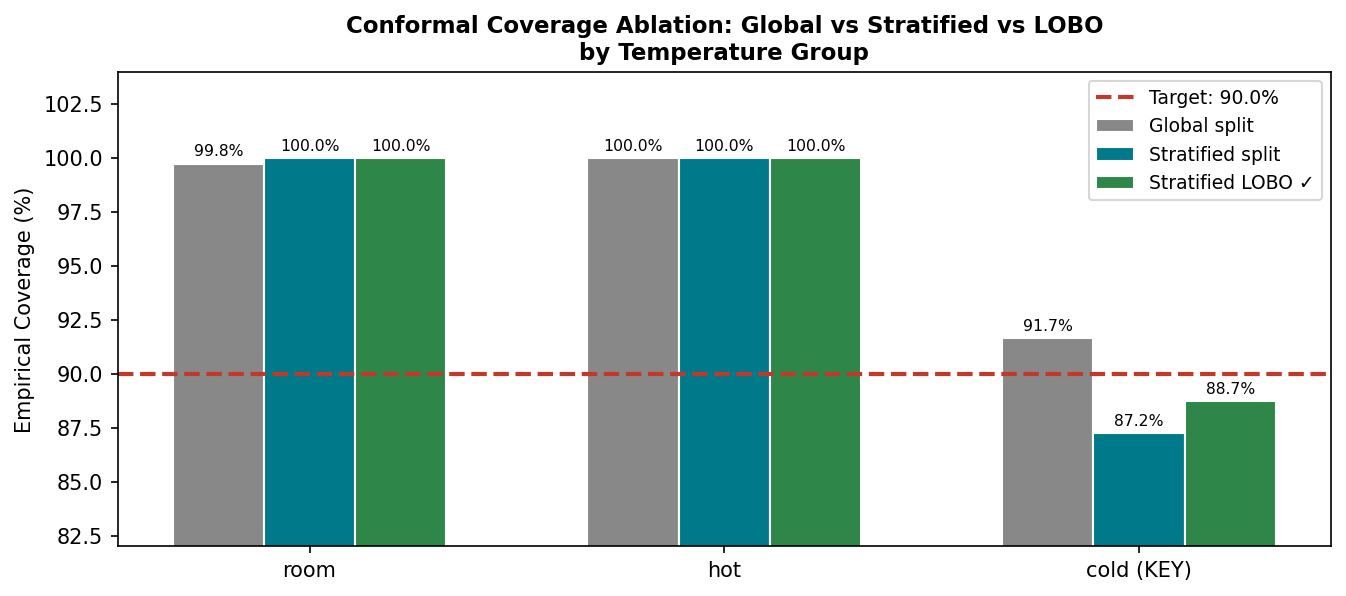 Conformal Coverage Ablation: Global vs Stratified vs LOBO
by Temperature Group
Empirical Coverage (%)
102.5
100.0
97.5
95.0
92.5
90.0
87.5
85.0
82.5
Target: 90.0%
Global split
Stratified split
Stratified LOBO ✓
99.8%
100.0%
100.0%
100.0%
100.0%
100.0%
91.7%
87.2%
88.7%
room
hot
cold (KEY)